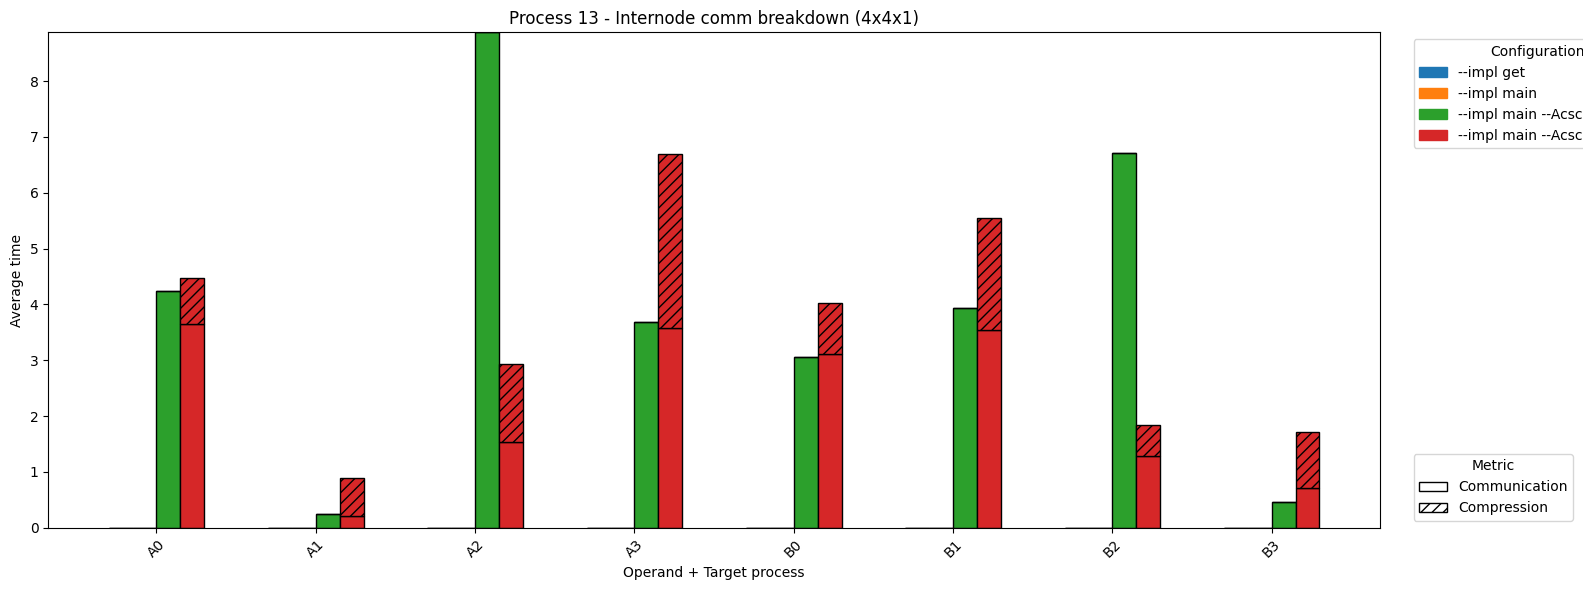 Process 13 - Internode comm breakdown (4x4x1)
Average time
8
7
6
5
4
3
2
1
0
A0
A1
A2
A3
B0
B1
B2
B3
Operand + Target process
Configuration
--impl get
--impl main
--impl main --Acsc
--impl main --Acsc
Metric
Communication
Compression